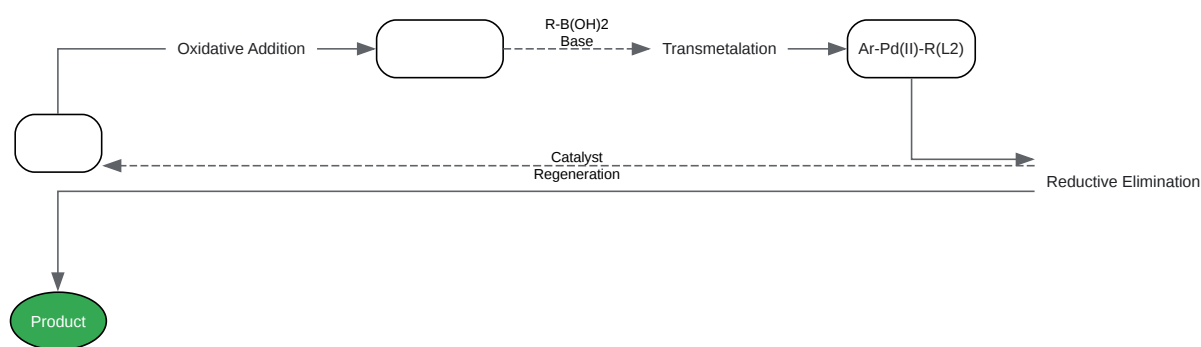 R-B(OH)2
Base
Oxidative Addition
Transmetalation
Ar-Pd(II)-R(L2)
Catalyst
Regeneration
Reductive Elimination
Product